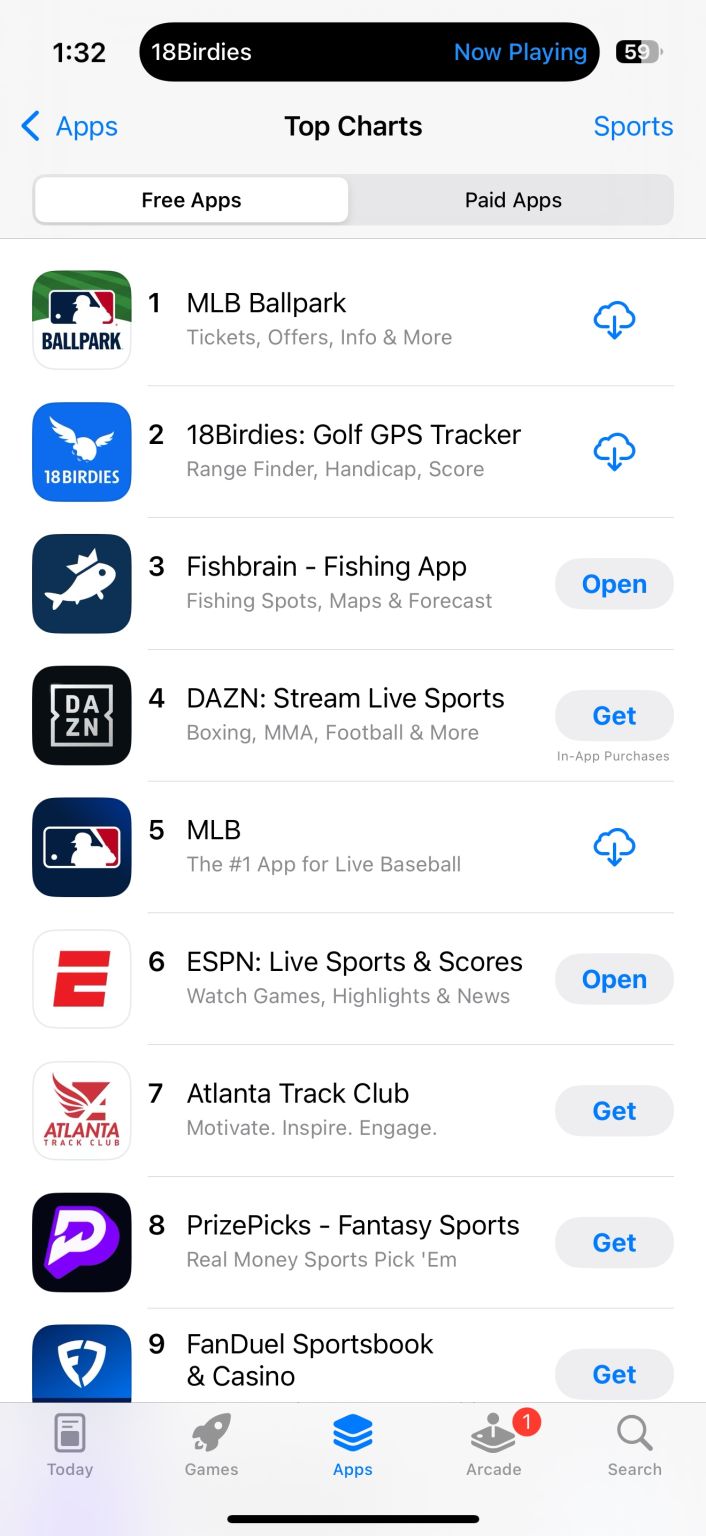 1:32
18Birdies
Now Playing
59
Apps
Top Charts
Sports
Free Apps
Paid Apps
BALLPARK
1
MLB Ballpark
Tickets, Offers, Info & More
18BIRDIES
2
18Birdies: Golf GPS Tracker
Range Finder, Handicap, Score
3
Fishbrain - Fishing App
Fishing Spots, Maps & Forecast
Open
DA
ZN
4
DAZN: Stream Live Sports
Boxing, MMA, Football & More
Get
In-App Purchases
5
MLB
The #1 App for Live Baseball
E
6
ESPN: Live Sports & Scores
Watch Games, Highlights & News
Open
ATLANTA
TRACK CLUB
7
Atlanta Track Club
Motivate. Inspire. Engage.
Get
P
8
PrizePicks - Fantasy Sports
Real Money Sports Pick 'Em
Get
9
FanDuel Sportsbook
& Casino
Get
Today
Games
Apps
1
Arcade
Search